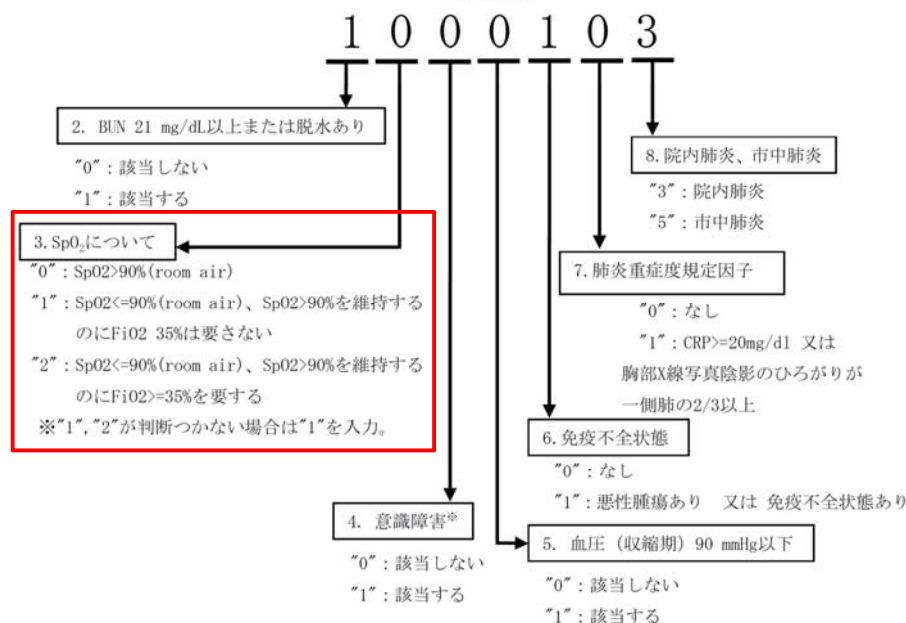 1 0 0 0 1 0 3
2. BUN 21 mg/dL以上または脱水あり
"0"：該当しない
"1"：該当する
3.SpO₂について
"0"：SpO2>90%(room air)
"1"：SpO2<=90%(room air)、SpO2>90%を維持する
のにFiO2 35%は要さない
"2"：SpO2<=90%(room air)、SpO2>90%を維持する
のにFiO2>=35%を要する
※"1","2"が判断つかない場合は"1"を入力。
4. 意識障害※
"0"：該当しない
"1"：該当する
5. 血圧（収縮期）90 mmHg以下
"0"：該当しない
"1"：該当する
6.免疫不全状態
"0"：なし
"1"：悪性腫瘍あり 又は 免疫不全状態あり
7.肺炎重症度規定因子
"0"：なし
"1"：CRP>=20mg/dl 又は
胸部X線写真陰影のひろがりが
一側肺の2/3以上
8.院内肺炎、市中肺炎
"3"：院内肺炎
"5"：市中肺炎